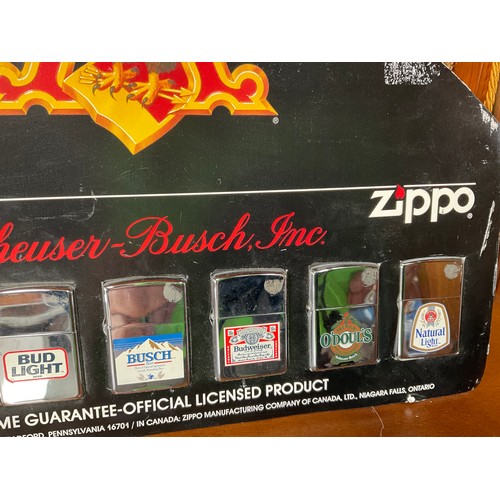 Zippo®
heuser-Busch, Inc.
BUD
LIGHT
BUSCH
Budweiser
O'DOUL'S
Natural
Light
ME GUARANTEE-OFFICIAL LICENSED PRODUCT
PENNSYLVANIA 16701 / IN CANADA: ZIPPO MANUFACTURING COMPANY OF CANADA, LTD., NIAGARA FALLS, ONTARIO